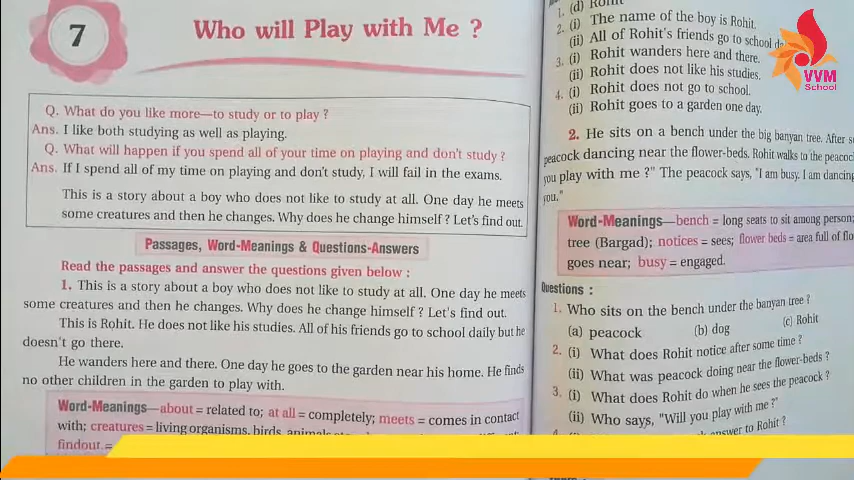 7
Who will Play with Me ?
Q. What do you like more—to study or to play ?
Ans. I like both studying as well as playing.
Q. What will happen if you spend all of your time on playing and don't study ?
Ans. If I spend all of my time on playing and don't study, I will fail in the exams.
This is a story about a boy who does not like to study at all. One day he meets
some creatures and then he changes. Why does he change himself ? Let's find out.
Passages, Word-Meanings & Questions-Answers
Read the passages and answer the questions given below :
1. This is a story about a boy who does not like to study at all. One day he meets
some creatures and then he changes. Why does he change himself ? Let's find out.
This is Rohit. He does not like his studies. All of his friends go to school daily but he
doesn't go there.
He wanders here and there. One day he goes to the garden near his home. He finds
no other children in the garden to play with.
Word-Meanings—about = related to; at all = completely; meets = comes in contact
with; creatures = living organisms, birds, animals
findout =
1. (d) Rohit
2. (i) The name of the boy is Rohit.
(ii) All of Rohit's friends go to school
3. (i) Rohit wanders here and there.
(ii) Rohit does not like his studies.
4. (i) Rohit does not go to school.
(ii) Rohit goes to a garden one day.
2. He sits on a bench under the big banyan tree. After
peacock dancing near the flower-beds. Rohit walks to the
you play with me ?" The peacock says, "I am busy. I am dancing
you."
Word-Meanings—bench = long seats to sit among person;
tree (Bargad); notices = sees; flower beds = area full of
goes near; busy = engaged.
Questions :
1. Who sits on the bench under the banyan tree ?
(a) peacock (b) dog (c) Rohit
2. (i) What does Rohit notice after some time ?
(ii) What was peacock doing near the flower-beds ?
3. (i) What does Rohit do when he sees the peacock ?
(ii) Who says, "Will you play with me ?"
answer to Rohit ?
VVM
School